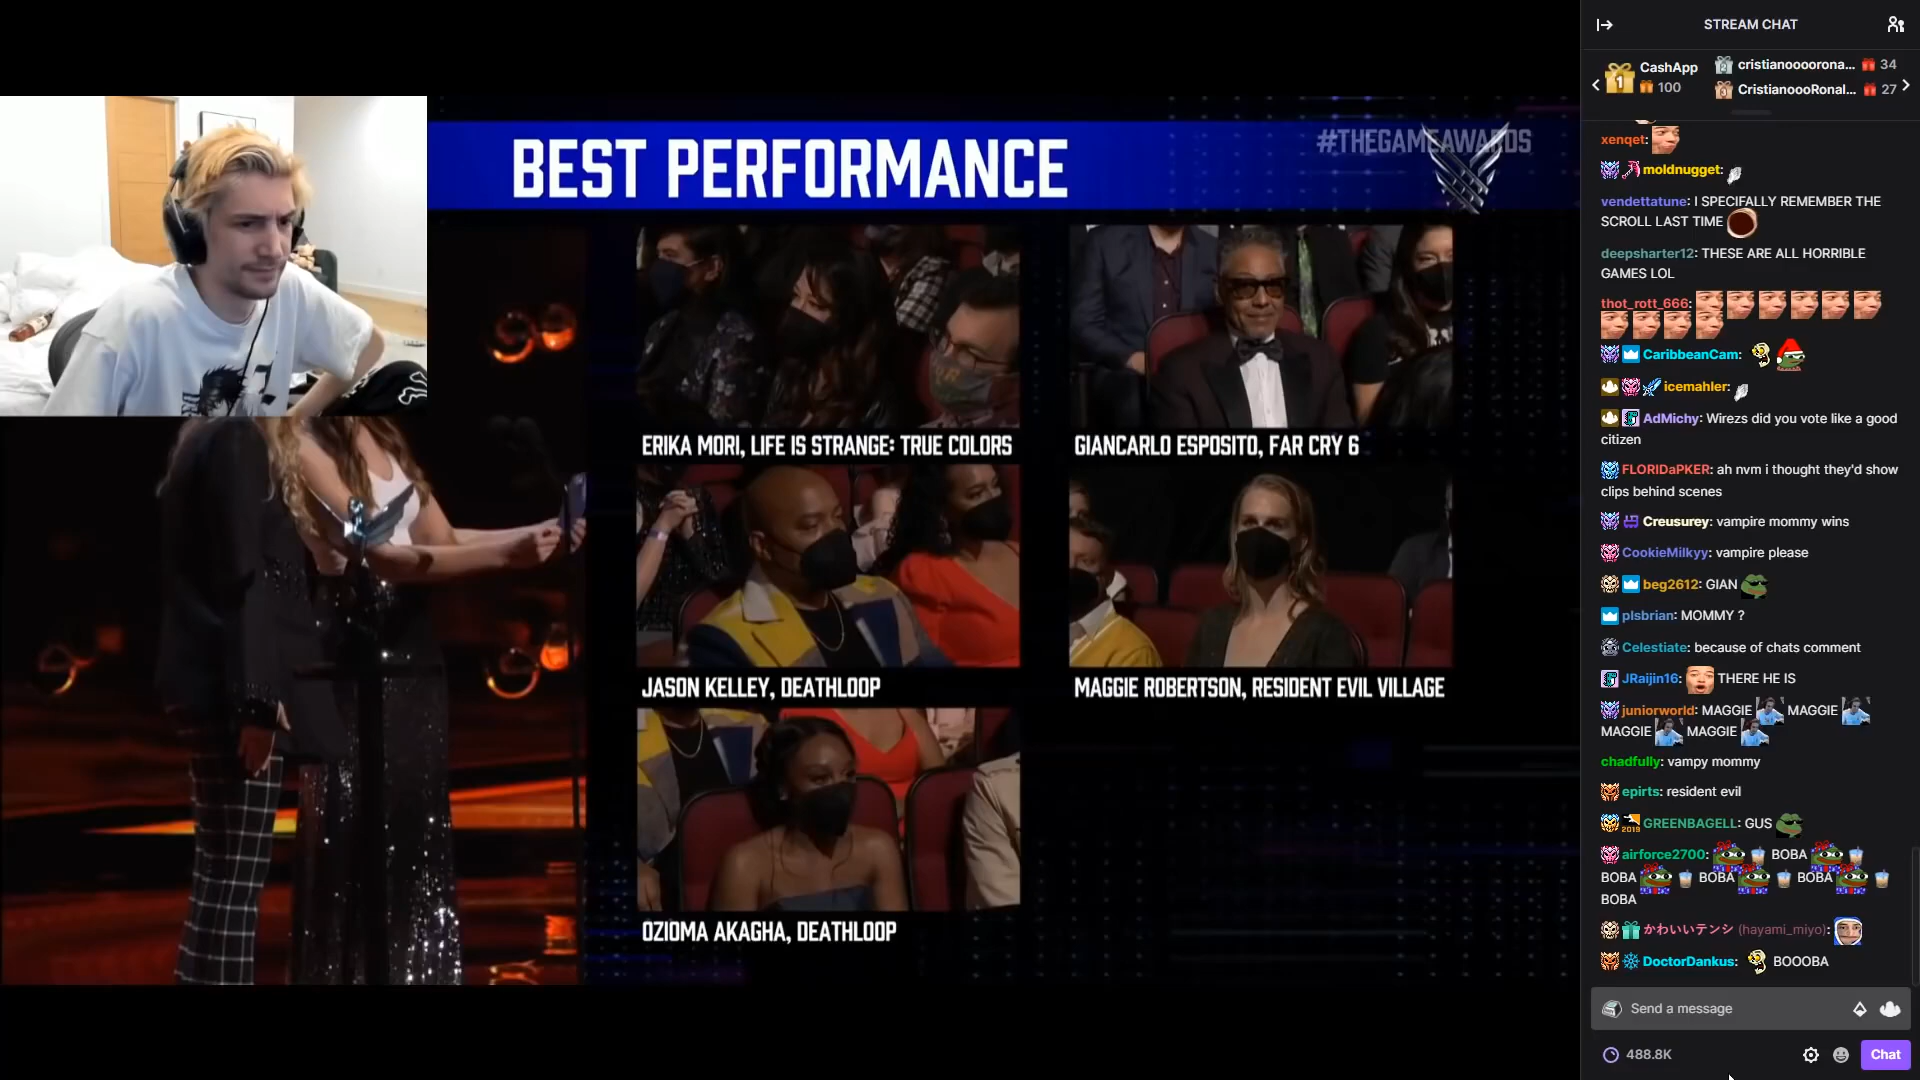 BEST PERFORMANCE
#THEGAMEAWARDS
ERIKA MORI, LIFE IS STRANGE: TRUE COLORS
GIANCARLO ESPOSITO, FAR CRY 6
JASON KELLEY, DEATHLOOP
MAGGIE ROBERTSON, RESIDENT EVIL VILLAGE
OZIOMA AKAGHA, DEATHLOOP
STREAM CHAT
1
CashApp
100
2
cristianoooorona... 34
3
CristianoooRonal... 27
xenqet:
moldnugget:
vendettatune: I SPECIFALLY REMEMBER THE
SCROLL LAST TIME
deepsharter12: THESE ARE ALL HORRIBLE
GAMES LOL
thot_rott_666:
CaribbeanCam:
icemahler:
AdMichy: Wirezs did you vote like a good
citizen
FLORIDaPKER: ah nvm i thought they'd show
clips behind scenes
Creusurey: vampire mommy wins
CookieMilkyy: vampire please
beg2612: GIAN
plsbrian: MOMMY ?
Celestiate: because of chats comment
JRaijin16: THERE HE IS
juniorworld: MAGGIE MAGGIE
MAGGIE MAGGIE
chadfully: vampy mommy
epirts: resident evil
2019 GREENBAGELL: GUS
airforce2700: BOBA
BOBA BOBA BOBA
BOBA
かわいいテンシ (hayami_miyo):
DoctorDankus: BOOOBA
Send a message
488.8K
Chat